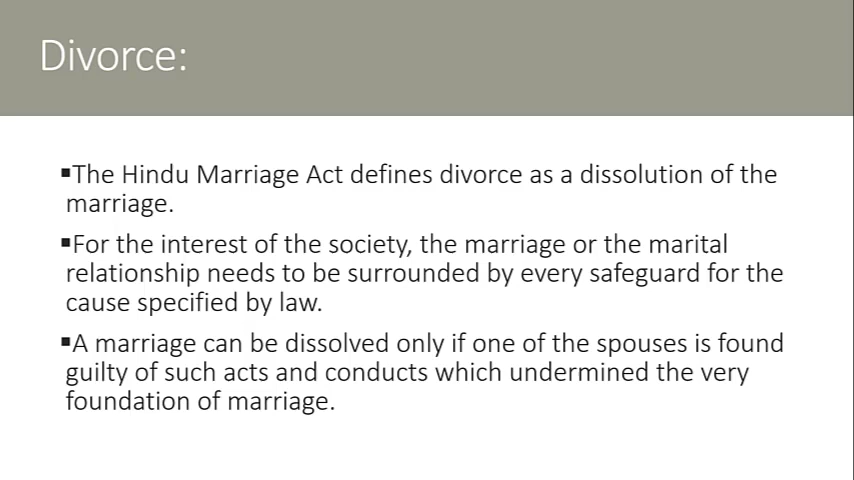 Divorce:
▪The Hindu Marriage Act defines divorce as a dissolution of the
marriage.
▪For the interest of the society, the marriage or the marital
relationship needs to be surrounded by every safeguard for the
cause specified by law.
▪A marriage can be dissolved only if one of the spouses is found
guilty of such acts and conducts which undermined the very
foundation of marriage.